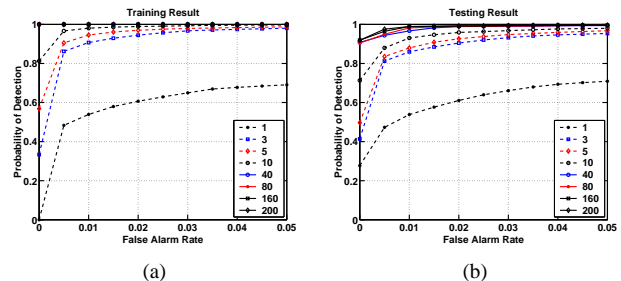 Training Result
Probability of Detection
1
0.8
0.6
0.4
0.2
0
1
3
5
10
40
80
160
200
0 0.01 0.02 0.03 0.04 0.05
False Alarm Rate
(a)
Testing Result
Probability of Detection
1
0.8
0.6
0.4
0.2
0
1
3
5
10
40
80
160
200
0 0.01 0.02 0.03 0.04 0.05
False Alarm Rate
(b)